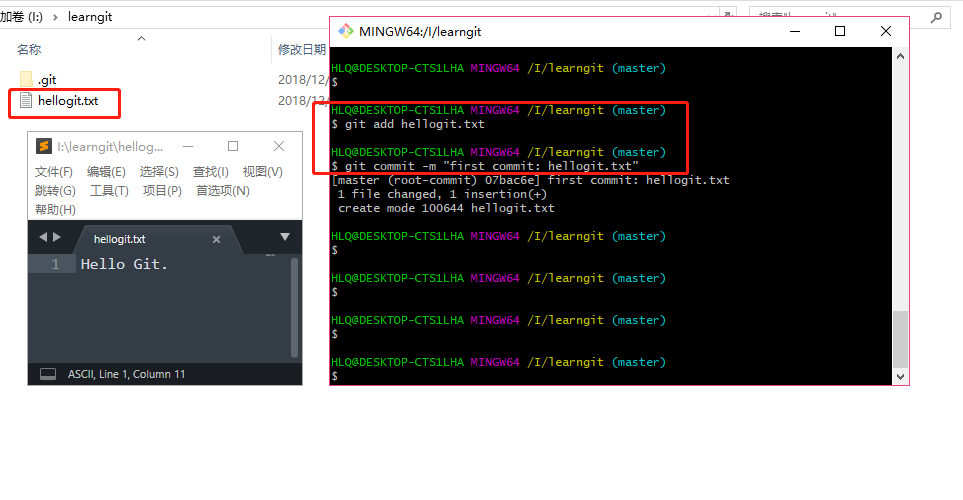 加卷 (I:) › learngit
名称
修改日期
.git
2018/12/
hellogit.txt
2018/12/
I:\learngit\hellog...
文件(F) 编辑(E) 选择(S) 查找(I) 视图(V)
跳转(G) 工具(T) 项目(P) 首选项(N)
帮助(H)
hellogit.txt
1 Hello Git.
ASCII, Line 1, Column 11
MINGW64:/I/learngit
HLQ@DESKTOP-CTS1LHA MINGW64 /I/learngit (master)
$
HLQ@DESKTOP-CTS1LHA MINGW64 /I/learngit (master)
$ git add hellogit.txt
HLQ@DESKTOP-CTS1LHA MINGW64 /I/learngit (master)
$ git commit -m "first commit: hellogit.txt"
[master (root-commit) 07bac6e] first commit: hellogit.txt
1 file changed, 1 insertion(+)
create mode 100644 hellogit.txt
HLQ@DESKTOP-CTS1LHA MINGW64 /I/learngit (master)
$
HLQ@DESKTOP-CTS1LHA MINGW64 /I/learngit (master)
$
HLQ@DESKTOP-CTS1LHA MINGW64 /I/learngit (master)
$
HLQ@DESKTOP-CTS1LHA MINGW64 /I/learngit (master)
$